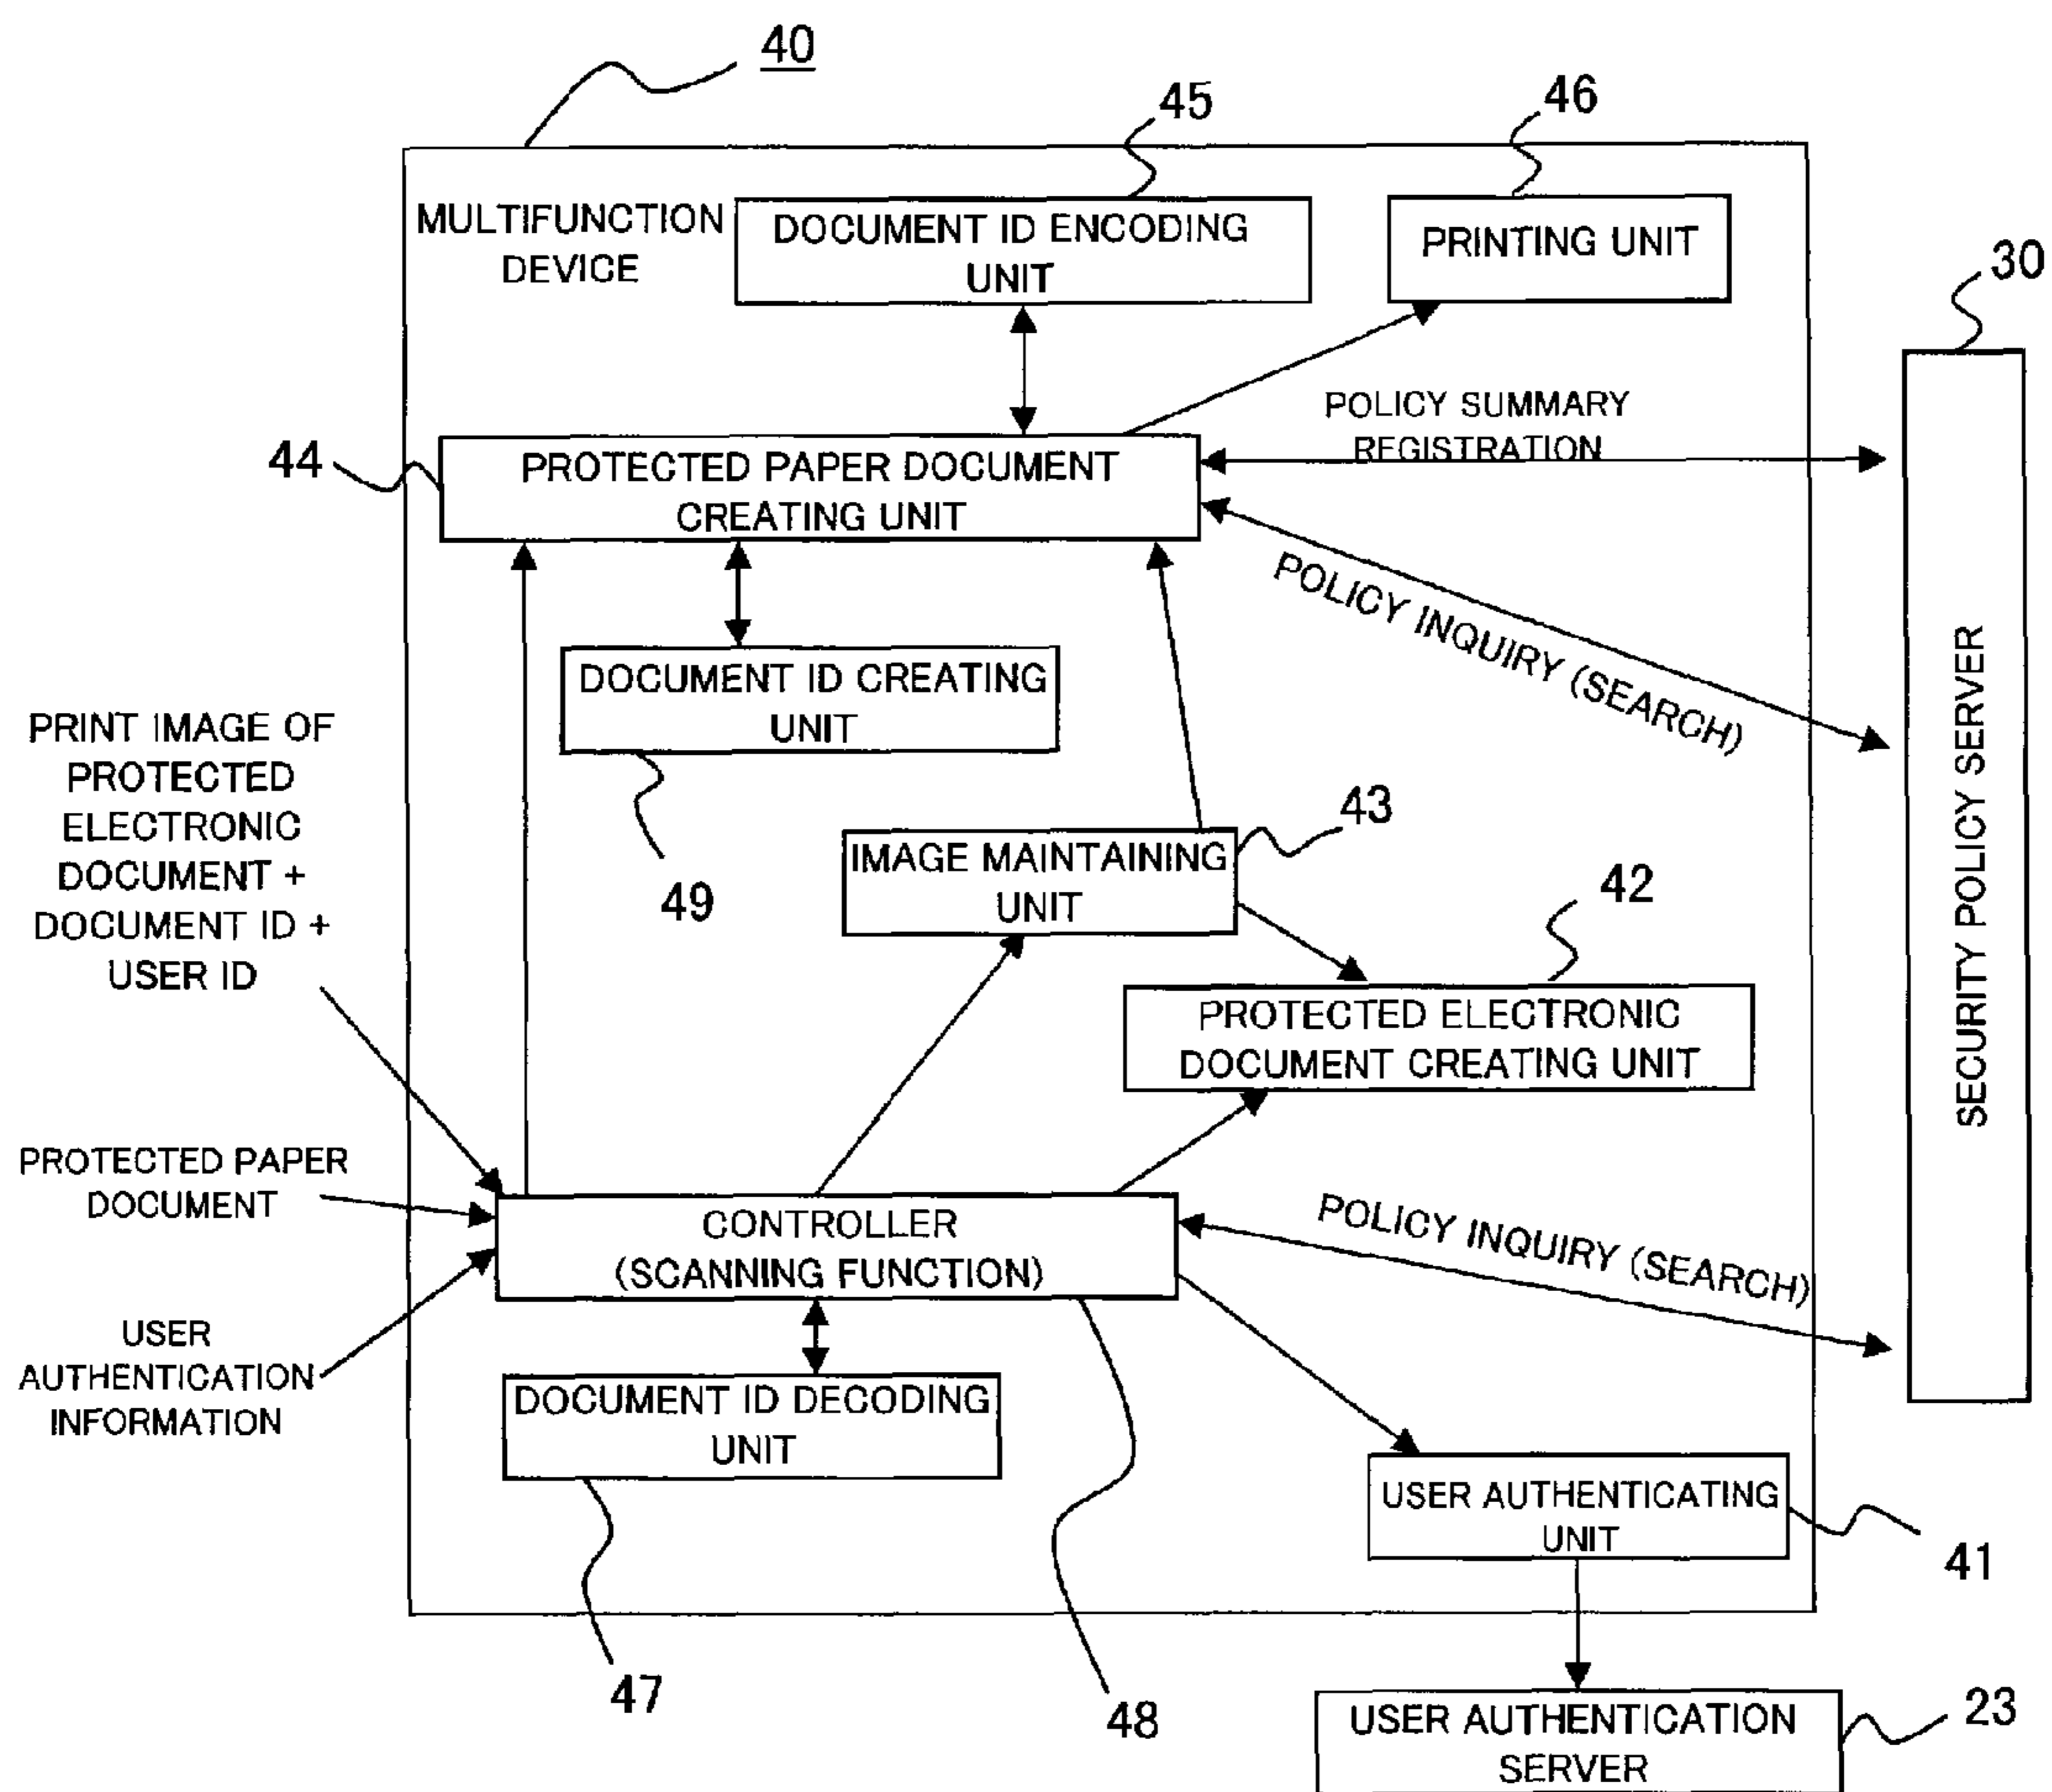 40
45
46
MULTIFUNCTION
DEVICE
DOCUMENT ID ENCODING
UNIT
PRINTING UNIT
30
POLICY SUMMARY
REGISTRATION
44
PROTECTED PAPER DOCUMENT
CREATING UNIT
POLICY INQUIRY (SEARCH)
DOCUMENT ID CREATING
UNIT
49
SECURITY POLICY SERVER
PRINT IMAGE OF
PROTECTED
ELECTRONIC
DOCUMENT +
DOCUMENT ID +
USER ID
43
IMAGE MAINTAINING
UNIT
42
PROTECTED ELECTRONIC
DOCUMENT CREATING UNIT
PROTECTED PAPER
DOCUMENT
CONTROLLER
(SCANNING FUNCTION)
POLICY INQUIRY (SEARCH)
USER
AUTHENTICATION
INFORMATION
DOCUMENT ID DECODING
UNIT
USER AUTHENTICATING
UNIT
41
47
48
USER AUTHENTICATION
SERVER
23